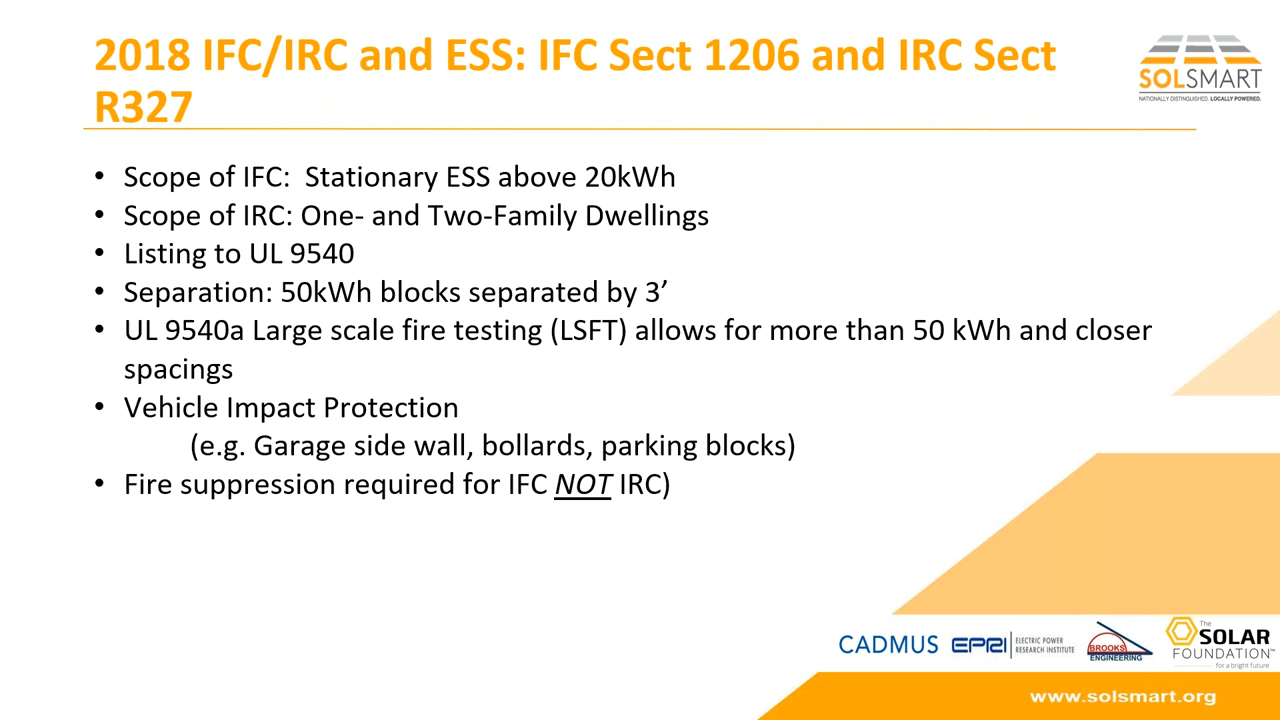 2018 IFC/IRC and ESS: IFC Sect 1206 and IRC Sect
R327
SOLSMART
NATIONALLY DISTINGUISHED. LOCALLY POWERED.
• Scope of IFC:  Stationary ESS above 20kWh
• Scope of IRC: One- and Two-Family Dwellings
• Listing to UL 9540
• Separation: 50kWh blocks separated by 3’
• UL 9540a Large scale fire testing (LSFT) allows for more than 50 kWh and closer
spacings
• Vehicle Impact Protection
(e.g. Garage side wall, bollards, parking blocks)
• Fire suppression required for IFC NOT IRC)
CADMUS
EPRI
ELECTRIC POWER
RESEARCH INSTITUTE
BROOKS
ENGINEERING
The
SOLAR
FOUNDATION™
for a bright future
www.solsmart.org